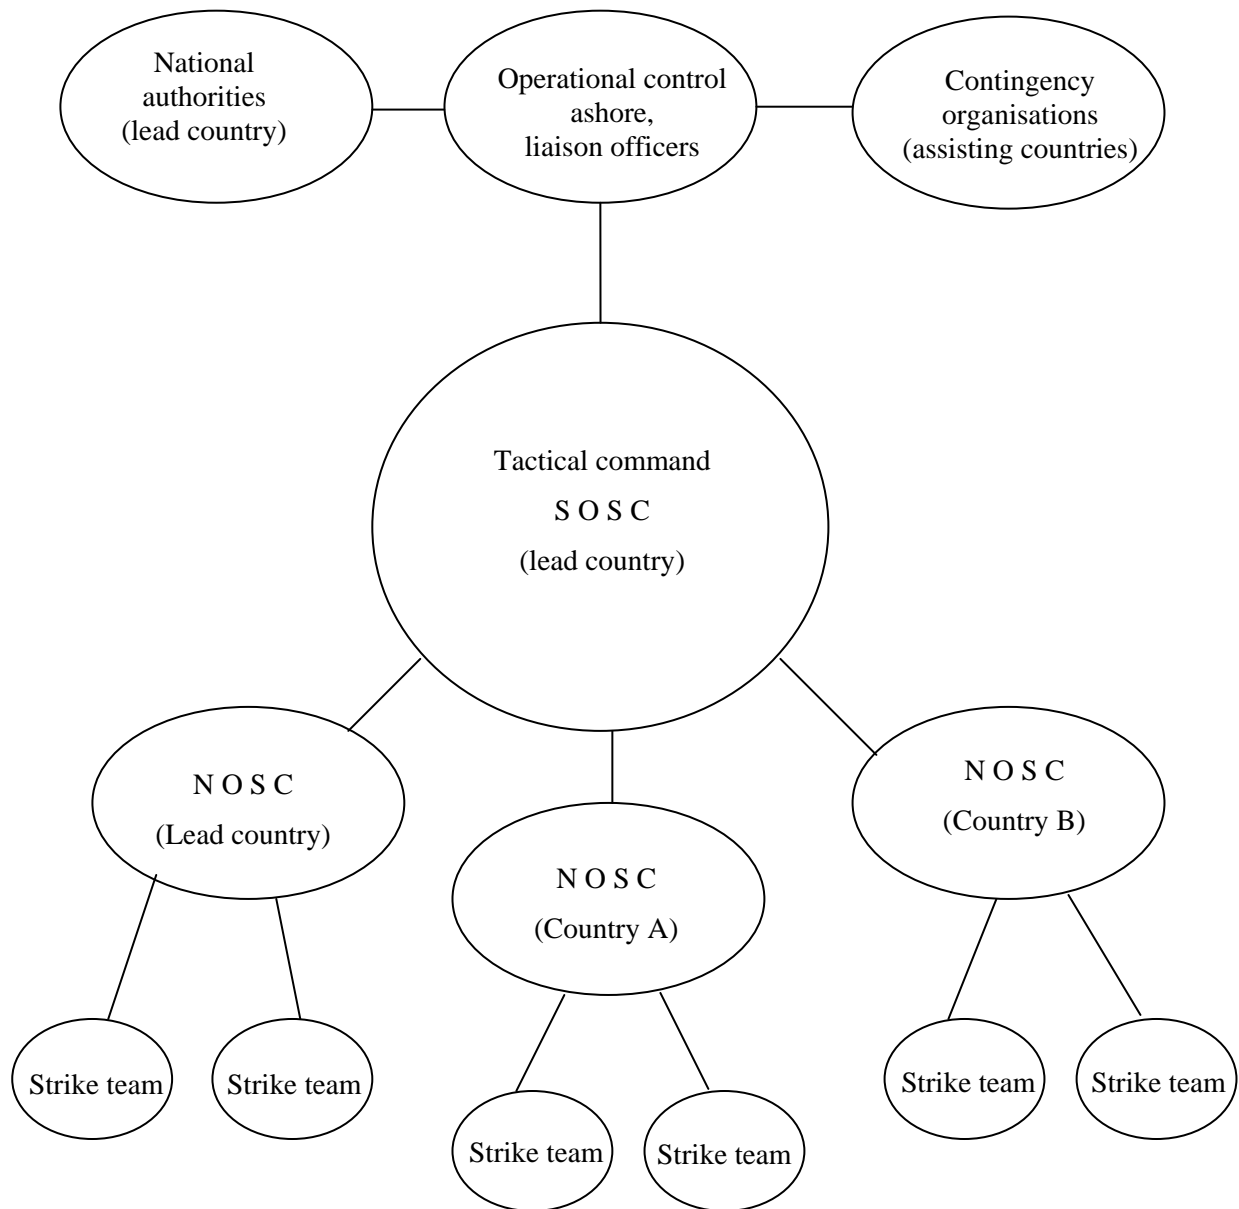 National
authorities
(lead country)
Operational control
ashore,
liaison officers
Contingency
organisations
(assisting countries)
Tactical command
S O S C
(lead country)
N O S C
(Lead country)
N O S C
(Country A)
N O S C
(Country B)
Strike team
Strike team
Strike team
Strike team
Strike team
Strike team